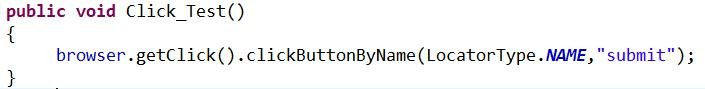 public void Click_Test()
{
browser.getClick().clickButtonByName(LocatorType.NAME,"submit");
}